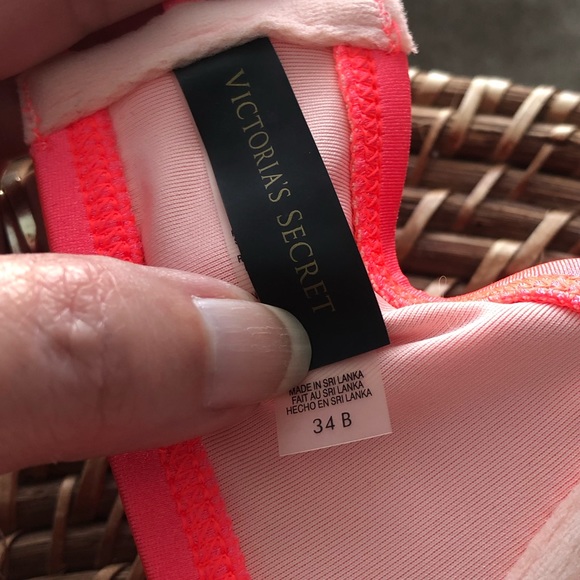 VICTORIA'S SECRET
MADE IN SRI LANKA
FAIT AU SRI LANKA
HECHO EN SRI LANKA
34 B